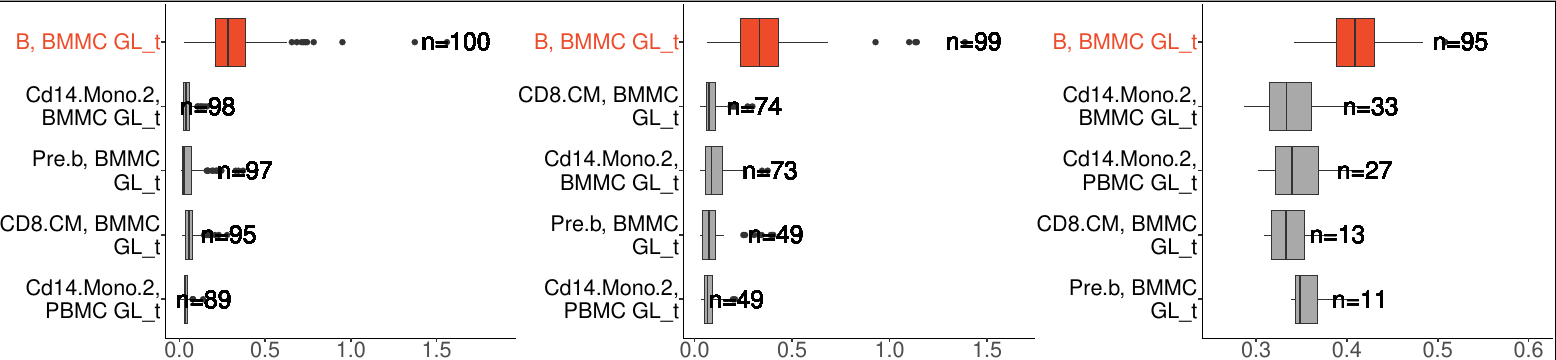 B, BMMC GL_t
n=100
Cd14.Mono.2,
BMMC GL_t
n=98
Pre.b, BMMC
GL_t
n=97
CD8.CM, BMMC
GL_t
n=95
Cd14.Mono.2,
PBMC GL_t
n=89
0.0 0.5 1.0 1.5
B, BMMC GL_t
n=99
CD8.CM, BMMC
GL_t
n=74
Cd14.Mono.2,
BMMC GL_t
n=73
Pre.b, BMMC
GL_t
n=49
Cd14.Mono.2,
PBMC GL_t
n=49
0.0 0.5 1.0 1.5
B, BMMC GL_t
n=95
Cd14.Mono.2,
BMMC GL_t
n=33
Cd14.Mono.2,
PBMC GL_t
n=27
CD8.CM, BMMC
GL_t
n=13
Pre.b, BMMC
GL_t
n=11
0.3 0.4 0.5 0.6